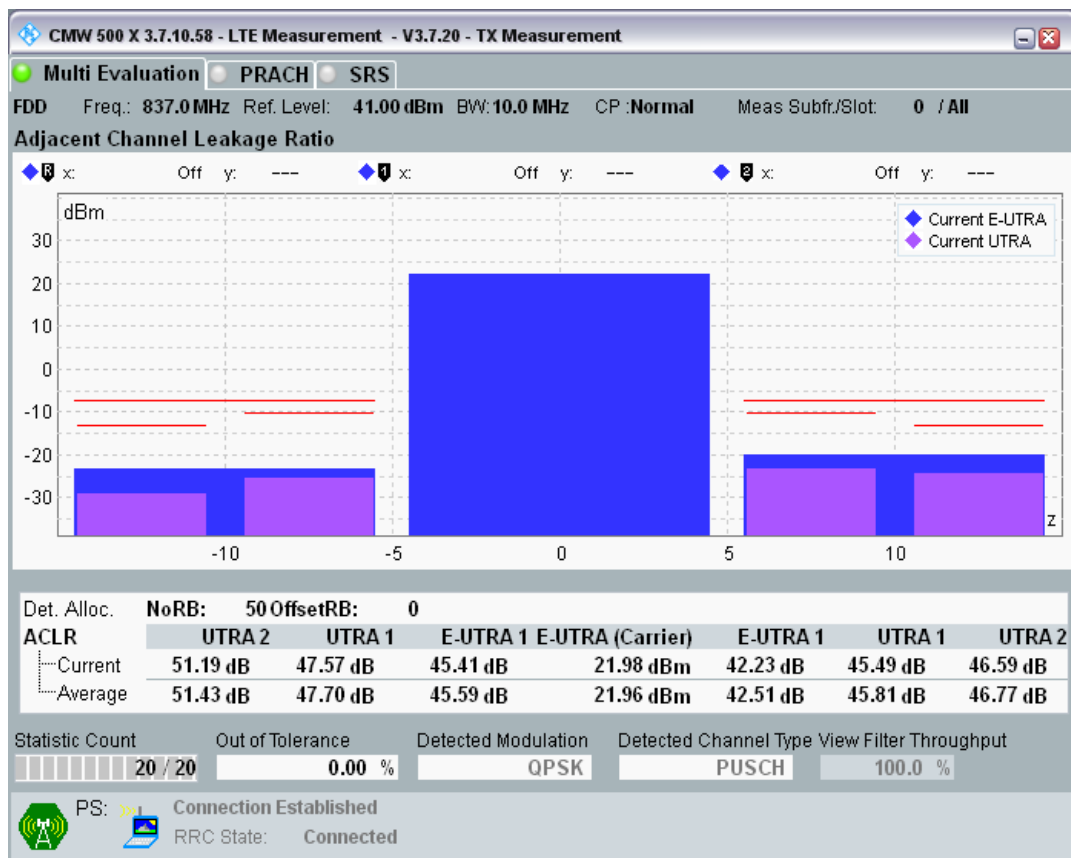 CMW 500 X 3.7.10.58 - LTE Measurement - V3.7.20 - TX Measurement
Multi Evaluation PRACH SRS
FDD Freq.: 837.0 MHz Ref. Level: 41.00 dBm BW: 10.0 MHz CP :Normal Meas Subfr./Slot: 0 / All
Adjacent Channel Leakage Ratio
R x: Off y: --- 1 x: Off y: --- 2 x: Off y: ---
dBm
Current E-UTRA
Current UTRA
30
20
10
0
-10
-20
-30
z
-10 -5 0 5 10
Det. Alloc. NoRB: 50 OffsetRB: 0
ACLR UTRA 2 UTRA 1 E-UTRA 1 E-UTRA (Carrier) E-UTRA 1 UTRA 1 UTRA 2
Current 51.19 dB 47.57 dB 45.41 dB 21.98 dBm 42.23 dB 45.49 dB 46.59 dB
Average 51.43 dB 47.70 dB 45.59 dB 21.96 dBm 42.51 dB 45.81 dB 46.77 dB
Statistic Count Out of Tolerance Detected Modulation Detected Channel Type View Filter Throughput
20 / 20 0.00 % QPSK PUSCH 100.0 %
PS: Connection Established
RRC State: Connected